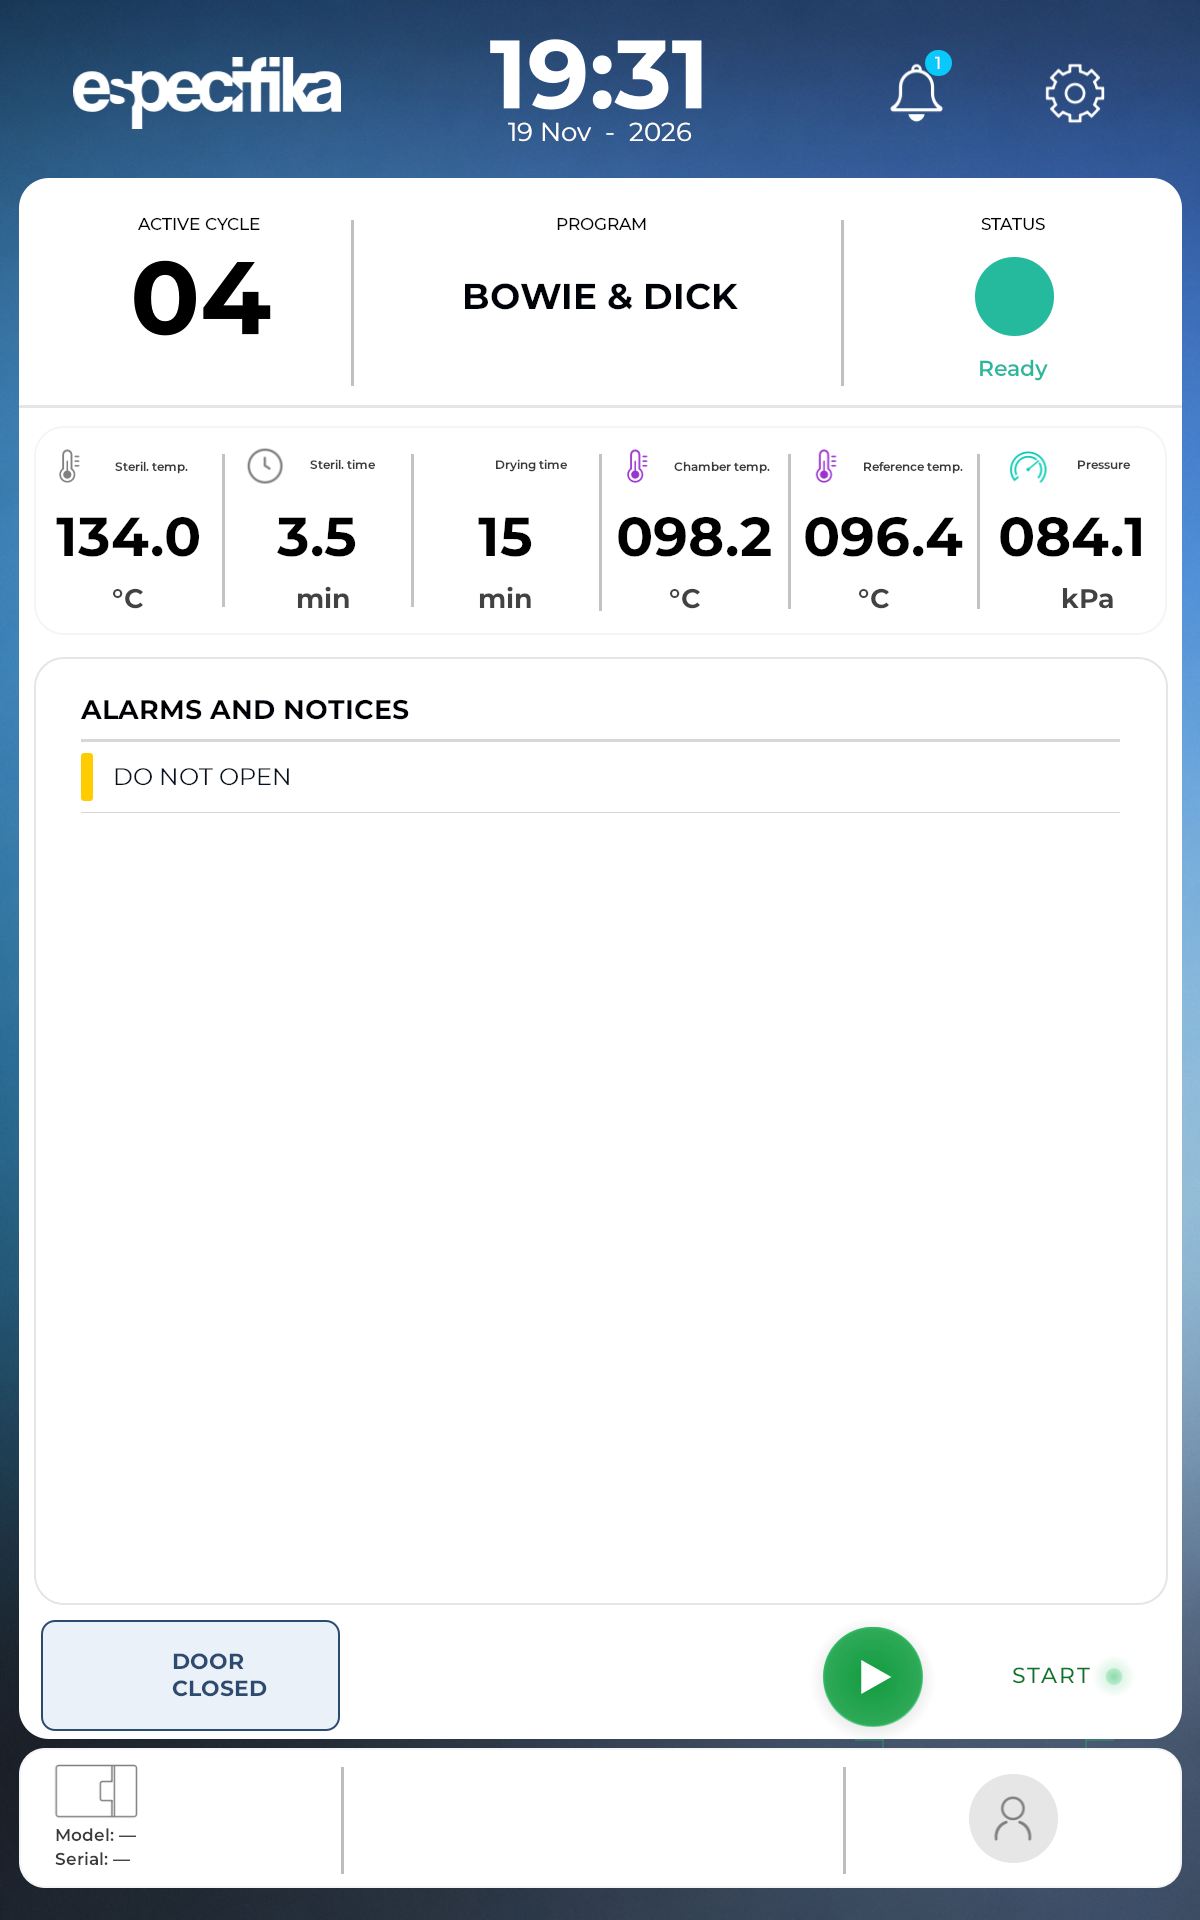 especifika
19:31
19 Nov - 2026
1
ACTIVE CYCLE
04
PROGRAM
BOWIE & DICK
STATUS
Ready
Steril. temp.
134.0
°C
Steril. time
3.5
min
Drying time
15
min
Chamber temp.
098.2
°C
Reference temp.
096.4
°C
Pressure
084.1
kPa
ALARMS AND NOTICES
DO NOT OPEN
DOOR
CLOSED
START
Model: —
Serial: —